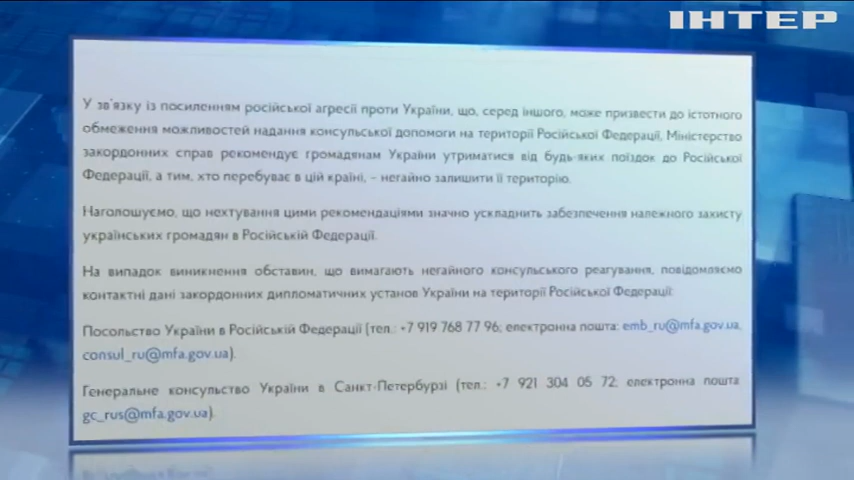 ІНТЕР
У зв'язку із посиленням російської агресії проти України, що, серед іншого, може призвести до істотного
обмеження можливостей надання консульської допомоги на території Російської Федерації, Міністерство
закордонних справ рекомендує громадянам України утриматися від будь-яких поїздок до Російської
Федерації, а тим, хто перебуває в цій країні, – негайно залишити її територію.
Наголошуємо, що нехтування цими рекомендаціями значно ускладнить забезпечення належного захисту
українських громадян в Російській Федерації.
На випадок виникнення обставин, що вимагають негайного консульського реагування, повідомляємо
контактні дані закордонних дипломатичних установ України на території Російської Федерації:
Посольство України в Російській Федерації (тел.: +7 919 768 77 96; електронна пошта: emb_ru@mfa.gov.ua,
consul_ru@mfa.gov.ua).
Генеральне консульство України в Санкт-Петербурзі (тел.: +7 921 304 05 72; електронна пошта
gc_rus@mfa.gov.ua).